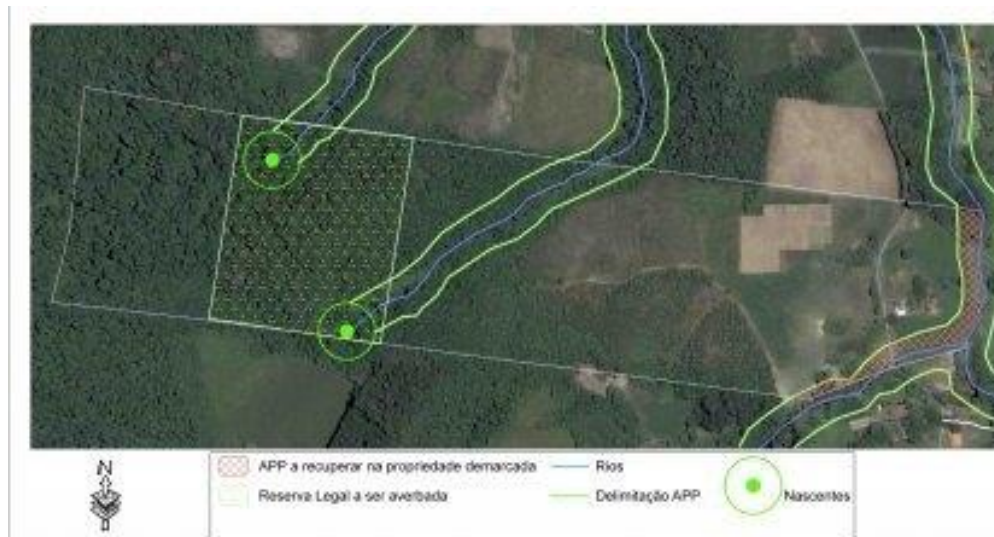 N
APP a recuperar na propriedade demarcada
Reserva Legal a ser averbada
Rios
Delimitação APP
Nascentes